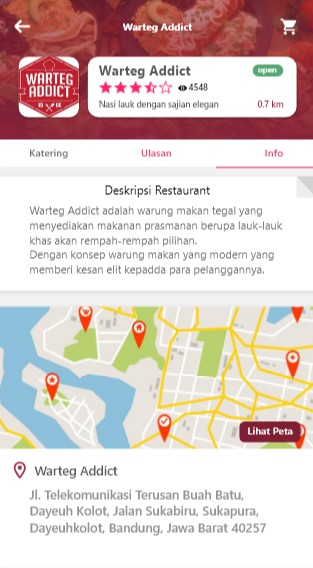 Warteg Addict
WARTEG
ADDICT
Warteg Addict
open
4548
Nasi lauk dengan sajian elegan
0.7 km
Katering
Ulasan
Info
Deskripsi Restaurant
Warteg Addict adalah warung makan tegal yang
menyediakan makanan prasmanan berupa lauk-lauk
khas akan rempah-rempah pilihan.
Dengan konsep warung makan yang modern yang
memberi kesan elit kepadda para pelanggannya.
Lihat Peta
Warteg Addict
Jl. Telekomunikasi Terusan Buah Batu,
Dayeuh Kolot, Jalan Sukabiru, Sukapura,
Dayeuhkolot, Bandung, Jawa Barat 40257